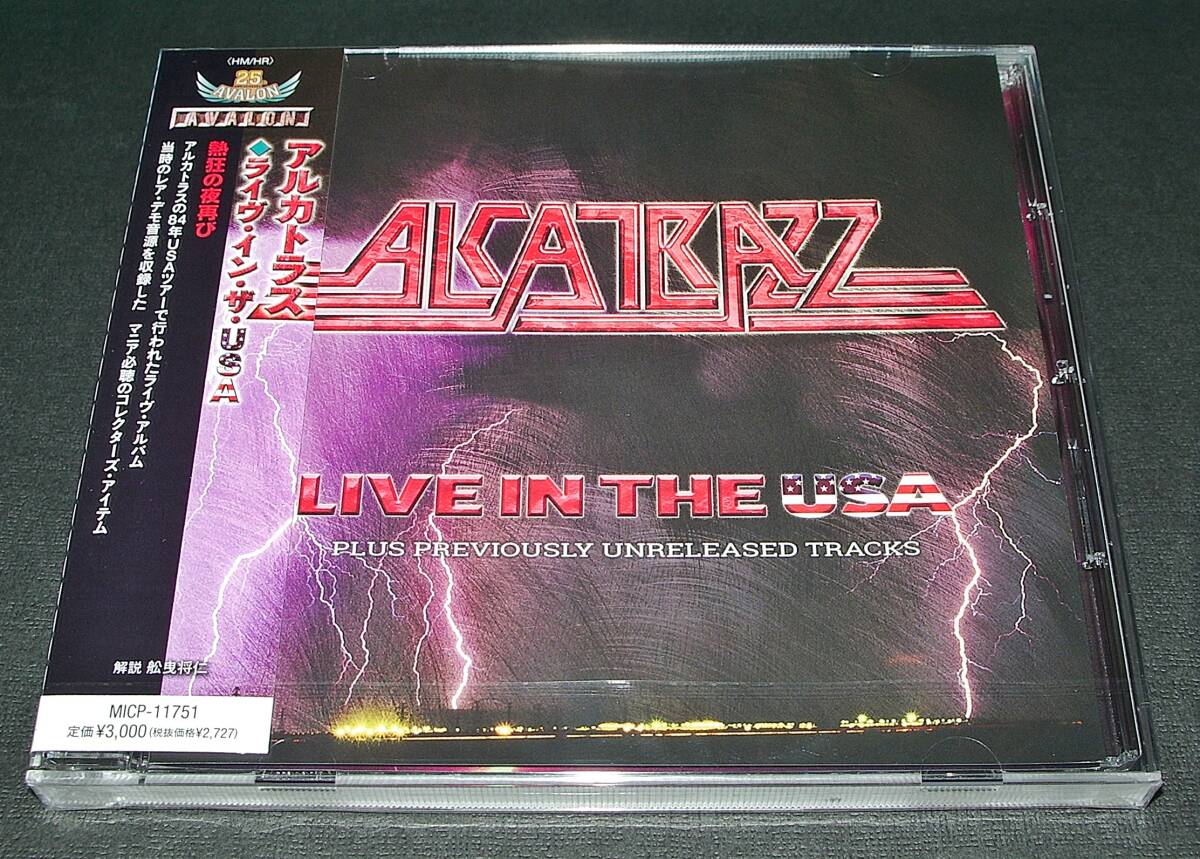 〈HM/HR〉
25th
AVALON
AVALON
アルカトラス
◆ライヴ・イン・ザ・USA
熱狂の夜再び
アルカトラスの84年USAツアーで行われたライヴ・アルバム
当時のレア・デモ音源を収録した マニア必聴のコレクターズ・アイテム
解説 舩曳将仁
MICP-11751
定価¥3,000(税抜価格¥2,727)
ALCATRAZZ
LIVE IN THE USA
PLUS PREVIOUSLY UNRELEASED TRACKS